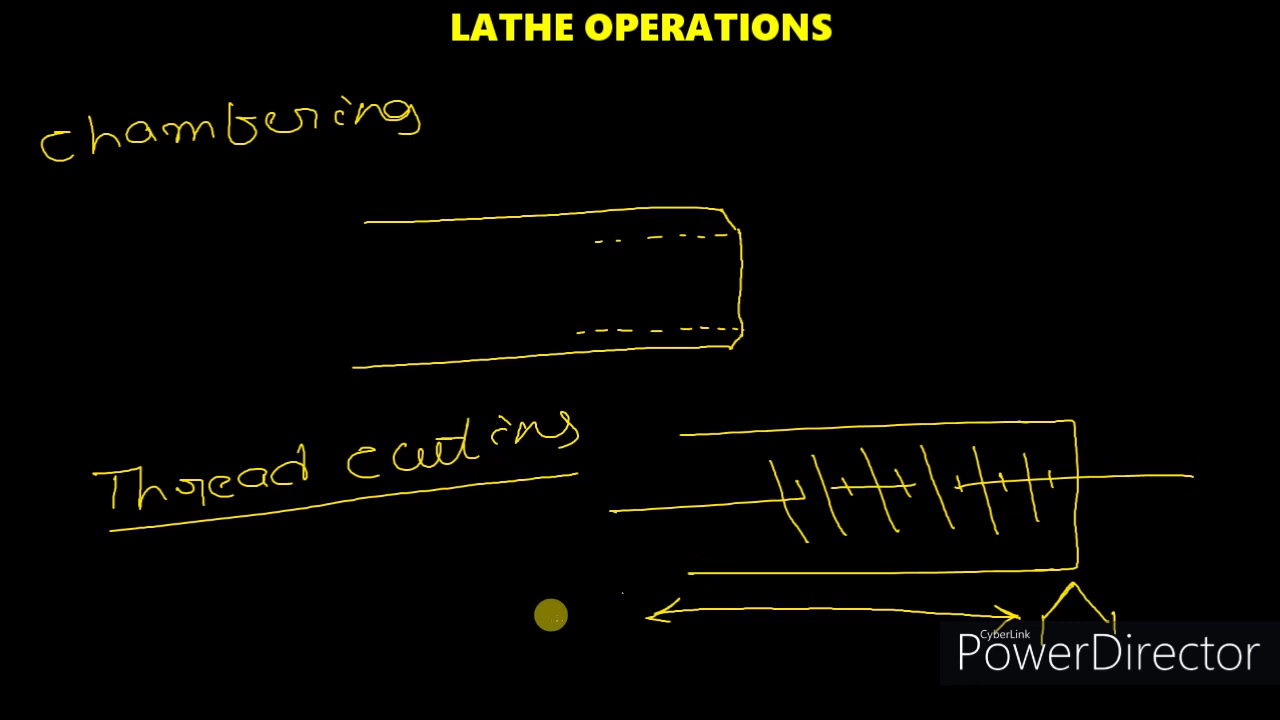 LATHE OPERATIONS
chambering
Thread cutting
CyberLink
PowerDirector